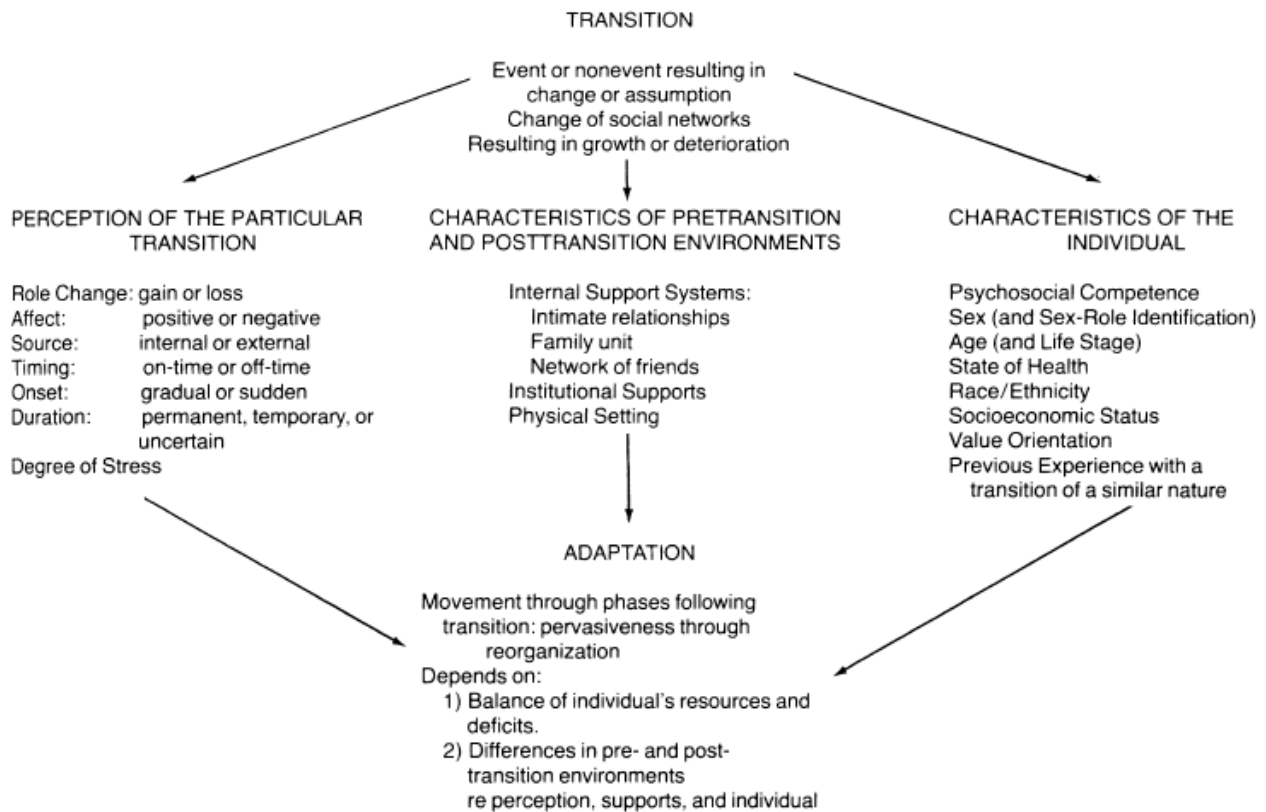 TRANSITION
Event or nonevent resulting in
change or assumption
Change of social networks
Resulting in growth or deterioration
PERCEPTION OF THE PARTICULAR
TRANSITION
Role Change: gain or loss
Affect: positive or negative
Source: internal or external
Timing: on-time or off-time
Onset: gradual or sudden
Duration: permanent, temporary, or
uncertain
Degree of Stress
CHARACTERISTICS OF PRETRANSITION
AND POSTTRANSITION ENVIRONMENTS
Internal Support Systems:
Intimate relationships
Family unit
Network of friends
Institutional Supports
Physical Setting
CHARACTERISTICS OF THE
INDIVIDUAL
Psychosocial Competence
Sex (and Sex-Role Identification)
Age (and Life Stage)
State of Health
Race/Ethnicity
Socioeconomic Status
Value Orientation
Previous Experience with a
transition of a similar nature
ADAPTATION
Movement through phases following
transition: pervasiveness through
reorganization
Depends on:
1) Balance of individual's resources and
deficits.
2) Differences in pre- and post-
transition environments
re perception, supports, and individual